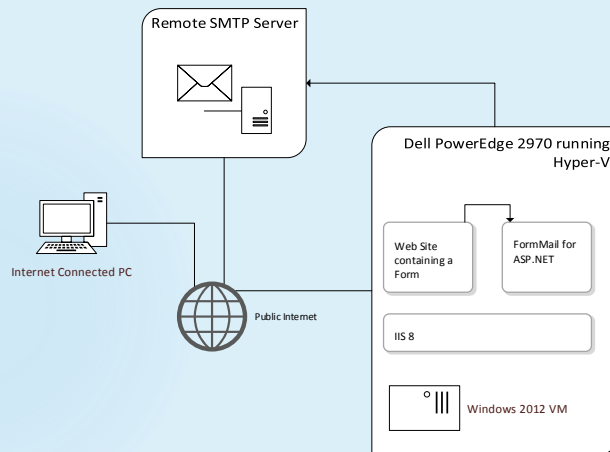 Remote SMTP Server
Dell PowerEdge 2970 running
Hyper-V
Web Site
containing a
Form
FormMail for
ASP.NET
Internet Connected PC
Public Internet
IIS 8
Windows 2012 VM